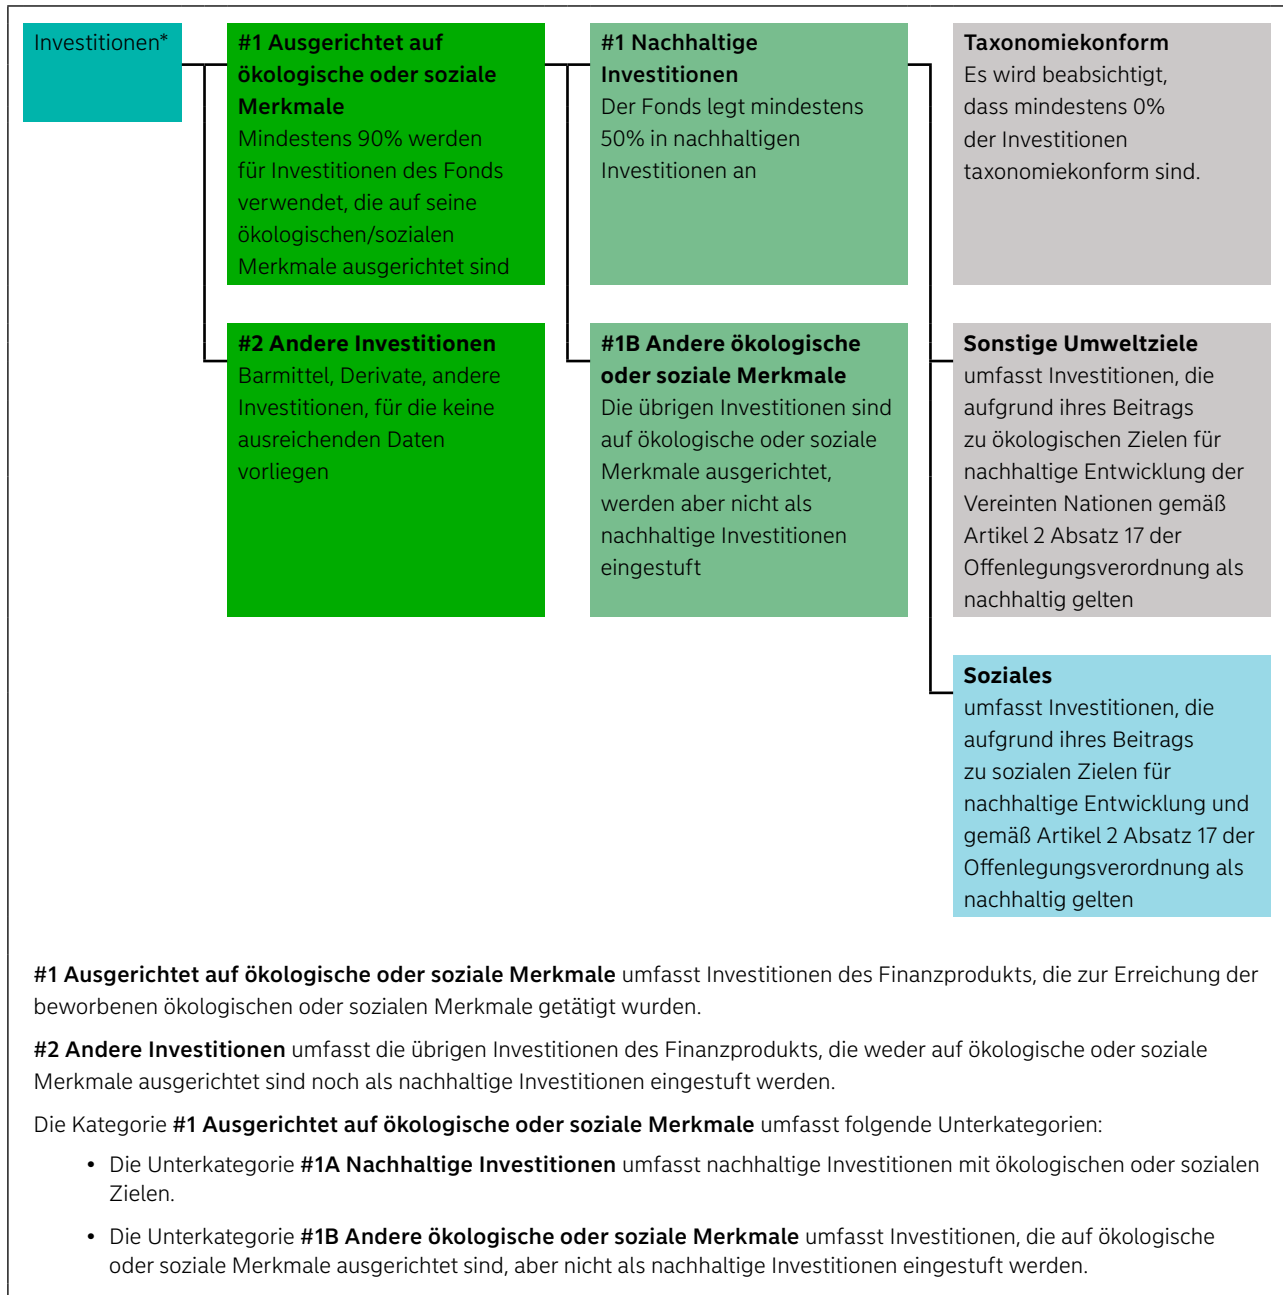 Investitionen*
#1 Ausgerichtet auf
ökologische oder soziale
Merkmale
Mindestens 90% werden
für Investitionen des Fonds
verwendet, die auf seine
ökologischen/sozialen
Merkmale ausgerichtet sind
#1 Nachhaltige
Investitionen
Der Fonds legt mindestens
50% in nachhaltigen
Investitionen an
Taxonomiekonform
Es wird beabsichtigt,
dass mindestens 0%
der Investitionen
taxonomiekonform sind.
#2 Andere Investitionen
Barmittel, Derivate, andere
Investitionen, für die keine
ausreichenden Daten
vorliegen
#1B Andere ökologische
oder soziale Merkmale
Die übrigen Investitionen sind
auf ökologische oder soziale
Merkmale ausgerichtet,
werden aber nicht als
nachhaltige Investitionen
eingestuft
Sonstige Umweltziele
umfasst Investitionen, die
aufgrund ihres Beitrags
zu ökologischen Zielen für
nachhaltige Entwicklung der
Vereinten Nationen gemäß
Artikel 2 Absatz 17 der
Offenlegungsverordnung als
nachhaltig gelten
Soziales
umfasst Investitionen, die
aufgrund ihres Beitrags
zu sozialen Zielen für
nachhaltige Entwicklung und
gemäß Artikel 2 Absatz 17 der
Offenlegungsverordnung als
nachhaltig gelten
#1 Ausgerichtet auf ökologische oder soziale Merkmale umfasst Investitionen des Finanzprodukts, die zur Erreichung der
beworbenen ökologischen oder sozialen Merkmale getätigt wurden.
#2 Andere Investitionen umfasst die übrigen Investitionen des Finanzprodukts, die weder auf ökologische oder soziale
Merkmale ausgerichtet sind noch als nachhaltige Investitionen eingestuft werden.
Die Kategorie #1 Ausgerichtet auf ökologische oder soziale Merkmale umfasst folgende Unterkategorien:
• Die Unterkategorie #1A Nachhaltige Investitionen umfasst nachhaltige Investitionen mit ökologischen oder sozialen
Zielen.
• Die Unterkategorie #1B Andere ökologische oder soziale Merkmale umfasst Investitionen, die auf ökologische
oder soziale Merkmale ausgerichtet sind, aber nicht als nachhaltige Investitionen eingestuft werden.